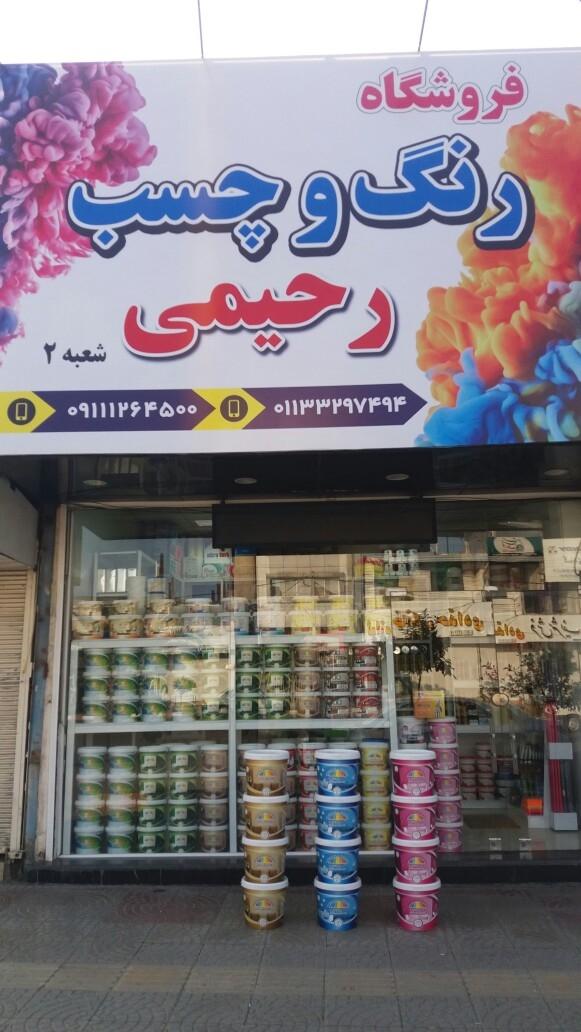 فروشگاه
رنگ و چسب
رحیمی
شعبه ۲
۰۹۱۱۱۲۶۴۵۰۰ ۰۱۱۳۳۲۹۷۴۹۴